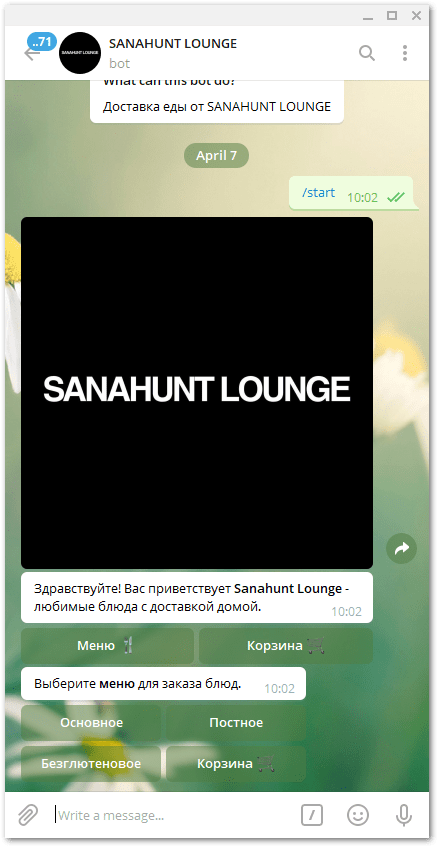 ..71
SANAHUNT LOUNGE
SANAHUNT LOUNGE
bot
What can this bot do?
Доставка еды от SANAHUNT LOUNGE
April 7
/start 10:02
SANAHUNT LOUNGE
Здравствуйте! Вас приветствует Sanahunt Lounge -
любимые блюда с доставкой домой.
10:02
Меню
Корзина
Выберите меню для заказа блюд. 10:02
Основное
Постное
Безглютеновое
Корзина
Write a message...